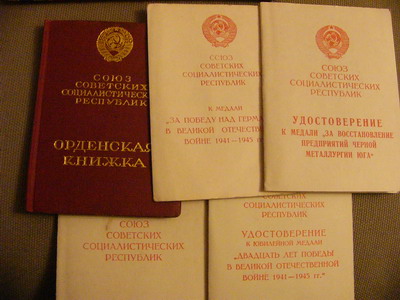 СОЮЗ
СОВЕТСКИХ
СОЦИАЛИСТИЧЕСКИХ
РЕСПУБЛИК
ОРДЕНСКАЯ
КНИЖКА
СОЮЗ
СОВЕТСКИХ
СОЦИАЛИСТИЧЕСКИХ
РЕСПУБЛИК
К МЕДАЛИ
„ЗА ПОБЕДУ НАД
В ВЕЛИКОЙ ОТЕЧЕСТВЕ
ВОЙНЕ 1941—1945 гг."
СОЮЗ
СОВЕТСКИХ
СОЦИАЛИСТИЧЕСКИХ
РЕСПУБЛИК
УДОСТОВЕРЕНИЕ
К МЕДАЛИ „ЗА ВОССТАНОВЛЕНИЕ
ПРЕДПРИЯТИЙ ЧЕРНОЙ
МЕТАЛЛУРГИИ ЮГА"
СОЮЗ
СОВЕТСКИХ
СОЦИАЛИСТИЧЕСКИХ
РЕСПУБЛИК
СОЦИАЛИСТИЧЕСКИХ
РЕСПУБЛИК
УДОСТОВЕРЕНИЕ
К ЮБИЛЕЙНОЙ МЕДАЛИ
„ДВАДЦАТЬ ЛЕТ ПОБЕДЫ
В ВЕЛИКОЙ ОТЕЧЕСТВЕННОЙ
ВОЙНЕ 1941—1945 гг."